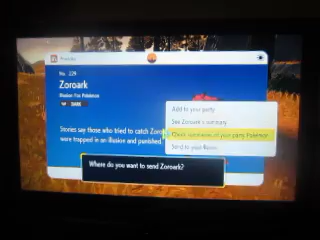 Pokédex
No. 229
Zoroark
Illusion Fox Pokémon
DARK
Add to your party
See Zoroark's summary
Check summaries of your party Pokémon
Send to your Boxes
Stories say those who tried to catch Zoroark
were trapped in an illusion and punished.
Where do you want to send Zoroark?